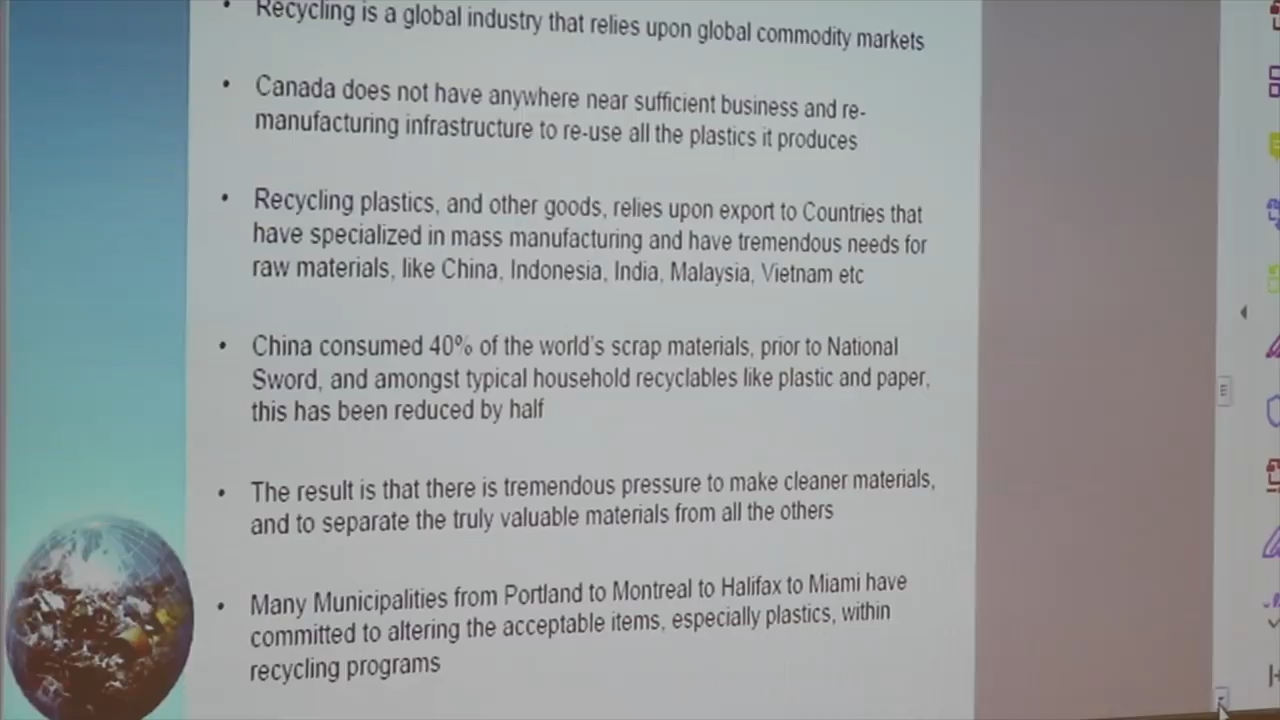 • Recycling is a global industry that relies upon global commodity markets
• Canada does not have anywhere near sufficient business and re-
manufacturing infrastructure to re-use all the plastics it produces
• Recycling plastics, and other goods, relies upon export to Countries that
have specialized in mass manufacturing and have tremendous needs for
raw materials, like China, Indonesia, India, Malaysia, Vietnam etc
• China consumed 40% of the world's scrap materials, prior to National
Sword, and amongst typical household recyclables like plastic and paper,
this has been reduced by half
• The result is that there is tremendous pressure to make cleaner materials,
and to separate the truly valuable materials from all the others
• Many Municipalities from Portland to Montreal to Halifax to Miami have
committed to altering the acceptable items, especially plastics, within
recycling programs